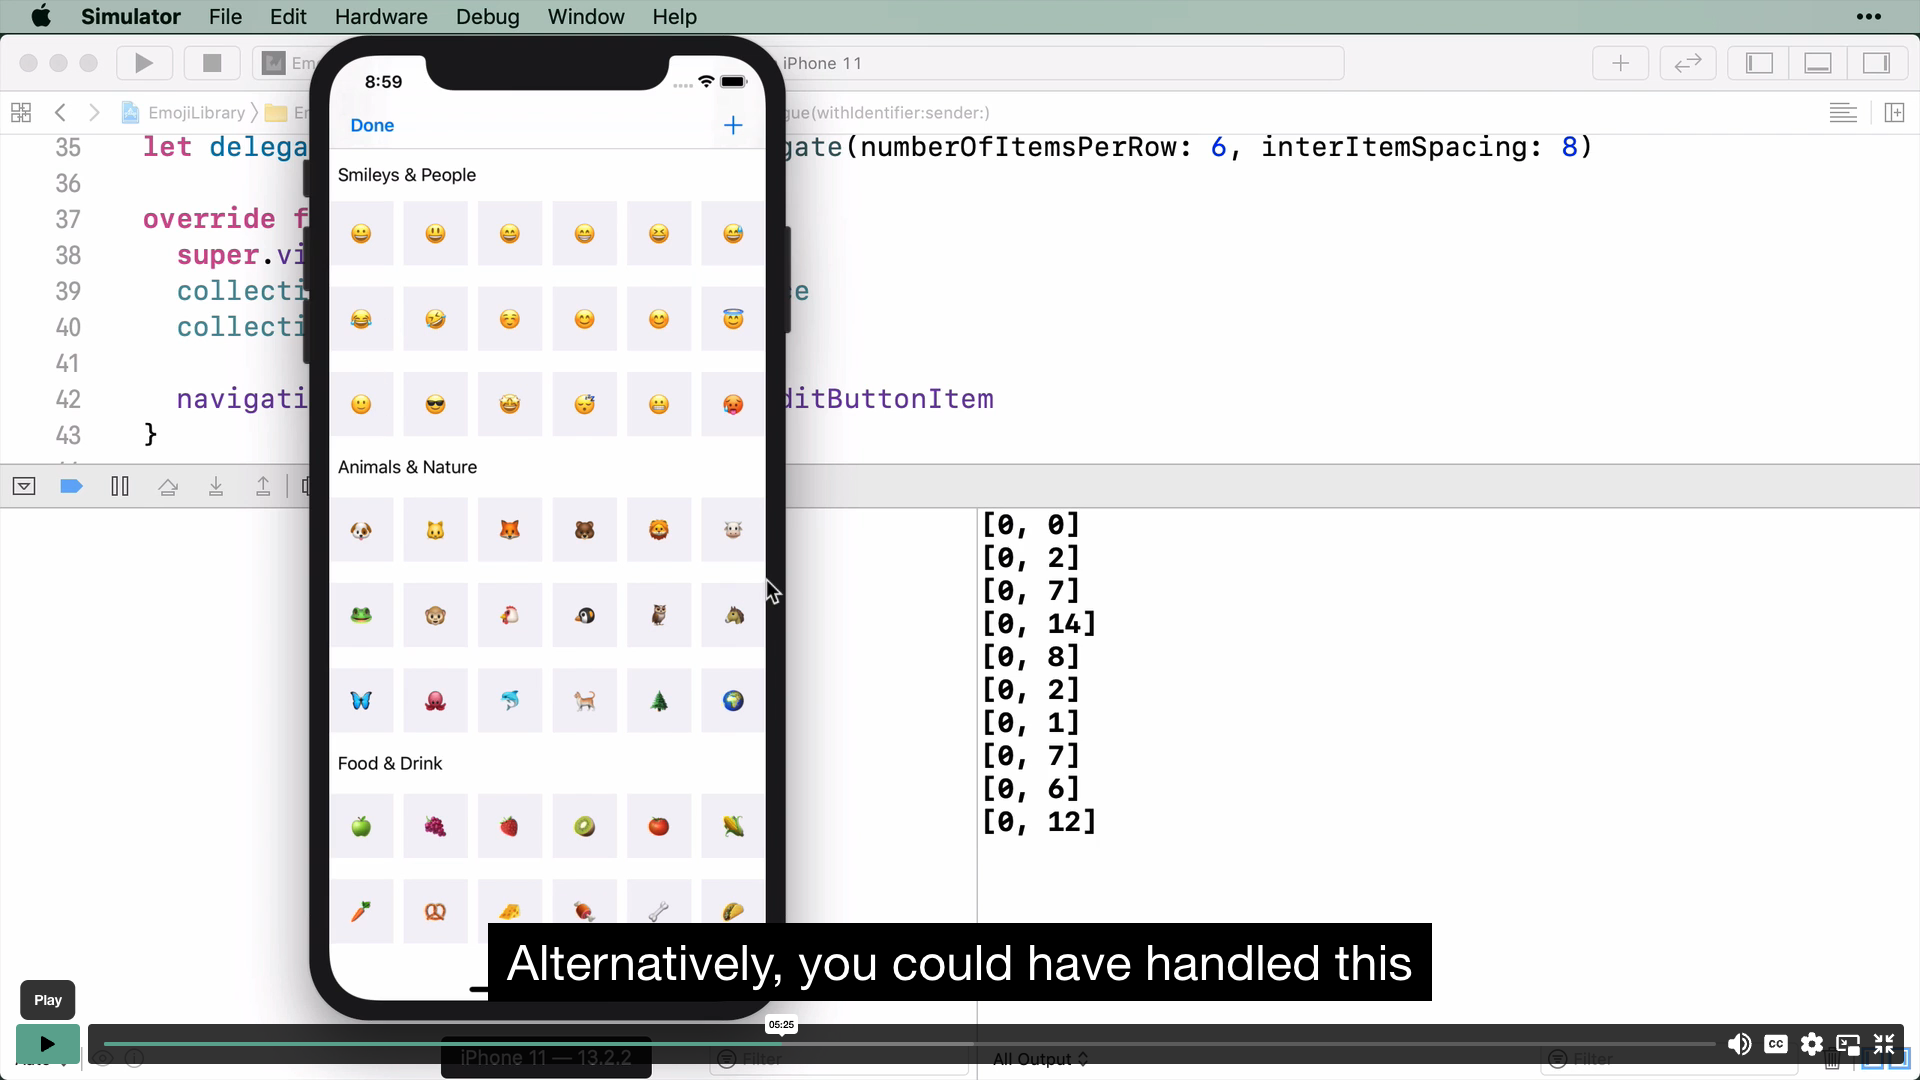 Simulator File Edit Hardware Debug Window Help
Em
iPhone 11
8:59
EmojiLibrary
gue(withIdentifier:sender:)
Done +
35 let delega gate(numberOfItemsPerRow: 6, interItemSpacing: 8)
36
37 override f
38 super.vi
39 collecti e
40 collecti
41
42 navigati ditButtonItem
43 }
Smileys & People
Animals & Nature
Food & Drink
[0, 0]
[0, 2]
[0, 7]
[0, 14]
[0, 8]
[0, 2]
[0, 1]
[0, 7]
[0, 6]
[0, 12]
Alternatively, you could have handled this
Play
05:25
CC
iPhone 11 — 13.2.2
Filter
All Output
Filter